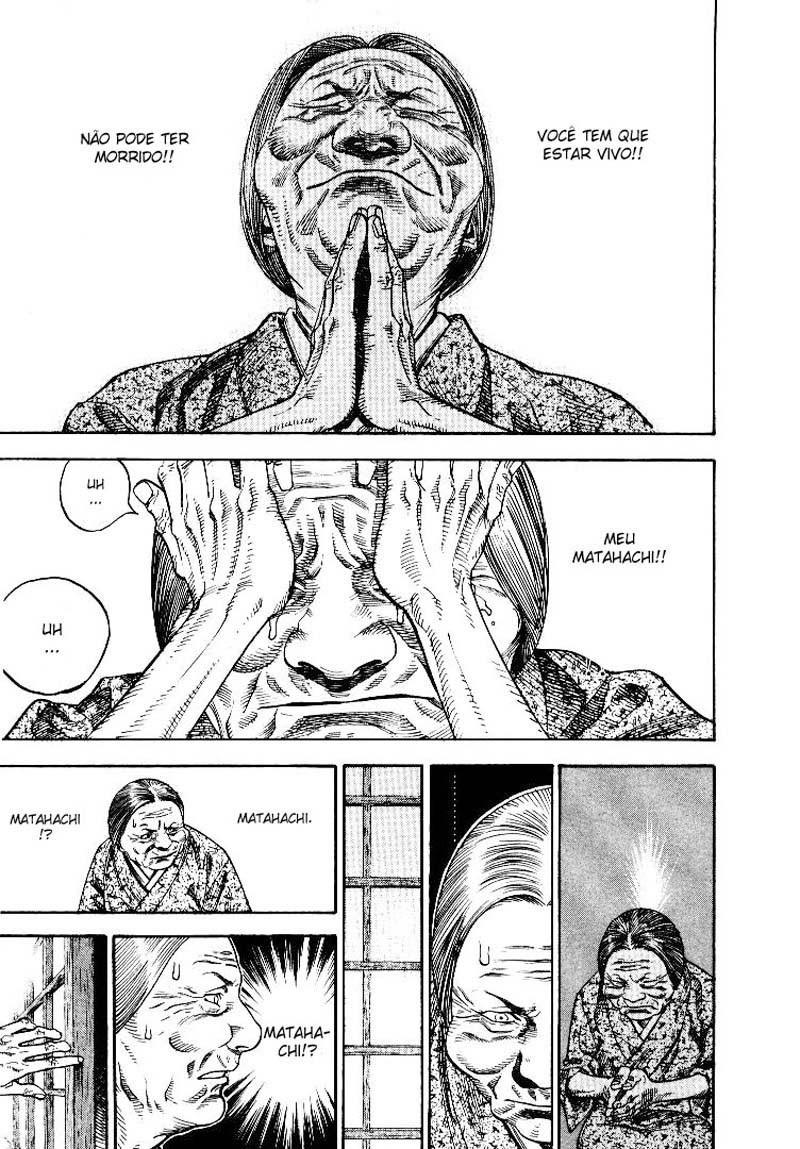 VOCÊ TEM QUE
ESTAR VIVO!!
NÃO PODE TER
MORRIDO!!
MEU
MATAHACHI!!
UH
...
UH
...
MATAHACHI.
MATAHACHI
!?
MATAHA-
CHI!?